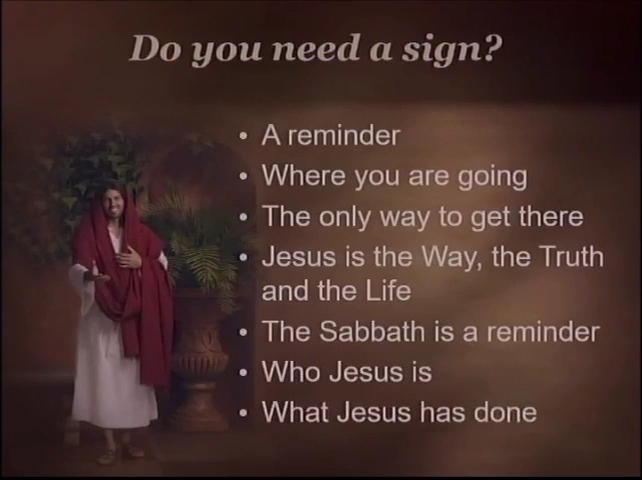 Do you need a sign?
• A reminder
• Where you are going
• The only way to get there
• Jesus is the Way, the Truth
and the Life
• The Sabbath is a reminder
• Who Jesus is
• What Jesus has done